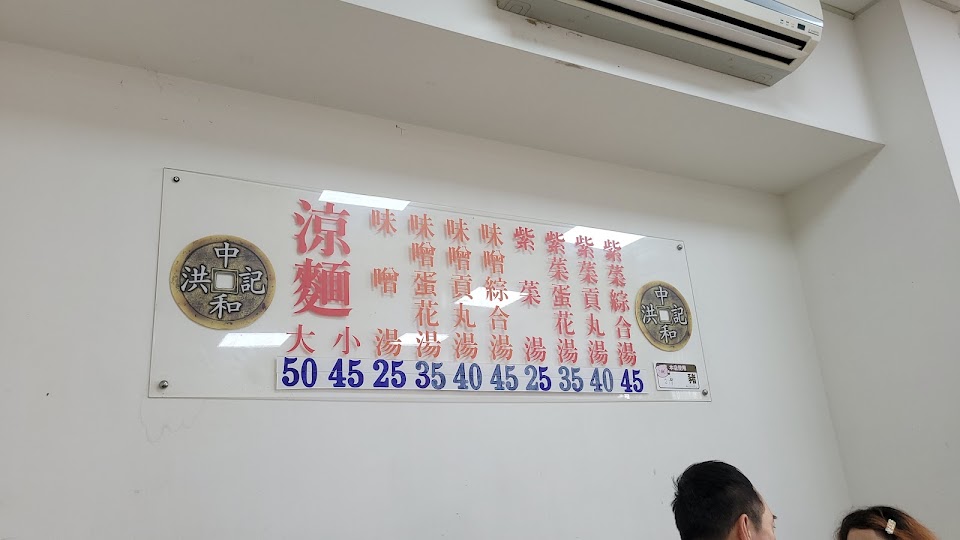 中洪記和
涼麵
大 50
小 45
味噌湯 25
味噌蛋花湯 35
味噌貢丸湯 40
味噌綜合湯 45
紫菜湯 25
紫菜蛋花湯 35
紫菜貢丸湯 40
紫菜綜合湯 45
中洪記和
豬